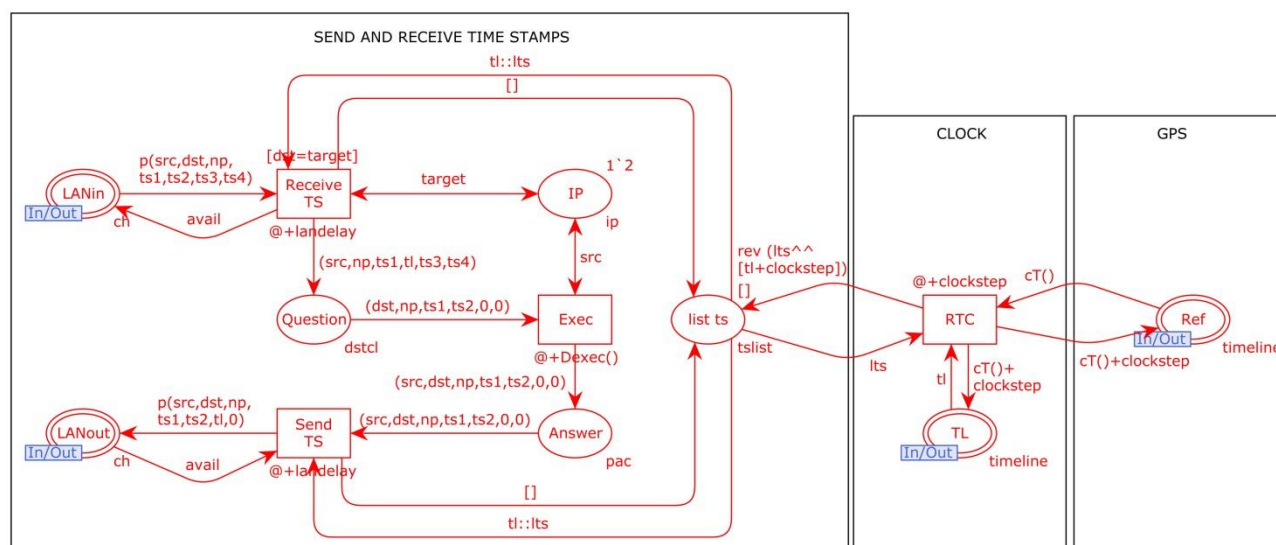 SEND AND RECEIVE TIME STAMPS
tl::lts
[]
CLOCK
GPS
p(src,dst,np,
ts1,ts2,ts3,ts4)
[dst=target]
1`2
LANin
Receive
TS
target
IP
In/Out
ch
avail
@+landelay
ip
(src,np,ts1,tl,ts3,ts4)
src
rev (lts^^
[tl+clockstep])
[]
@+clockstep
cT()
Question
(dst,np,ts1,ts2,0,0)
Exec
list ts
RTC
Ref
In/Out
dstcl
@+Dexec()
tslist
lts
timeline
cT()+clockstep
tl
cT()+
clockstep
(src,dst,np,ts1,ts2,0,0)
p(src,dst,np,
ts1,ts2,tl,0)
LANout
Send
TS
(src,dst,np,ts1,ts2,0,0)
Answer
TL
In/Out
In/Out
ch
avail
@+landelay
pac
timeline
[]
tl::lts